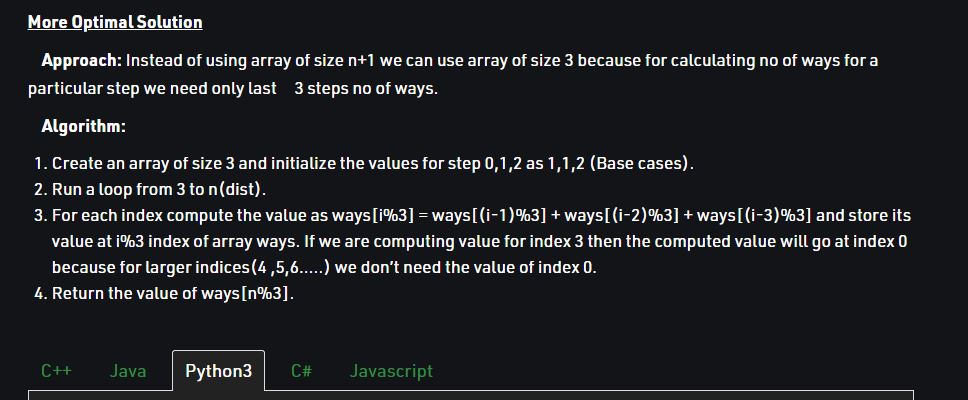 More Optimal Solution
Approach: Instead of using array of size n+1 we can use array of size 3 because for calculating no of ways for a
particular step we need only last 3 steps no of ways.
Algorithm:
1. Create an array of size 3 and initialize the values for step 0,1,2 as 1,1,2 (Base cases).
2. Run a loop from 3 to n(dist).
3. For each index compute the value as ways[i%3] = ways[(i-1)%3] + ways[(i-2)%3] + ways[(i-3)%3] and store its
value at i%3 index of array ways. If we are computing value for index 3 then the computed value will go at index 0
because for larger indices(4 ,5,6.....) we don't need the value of index 0.
4. Return the value of ways[n%3].
C++ Java Python3 C# Javascript